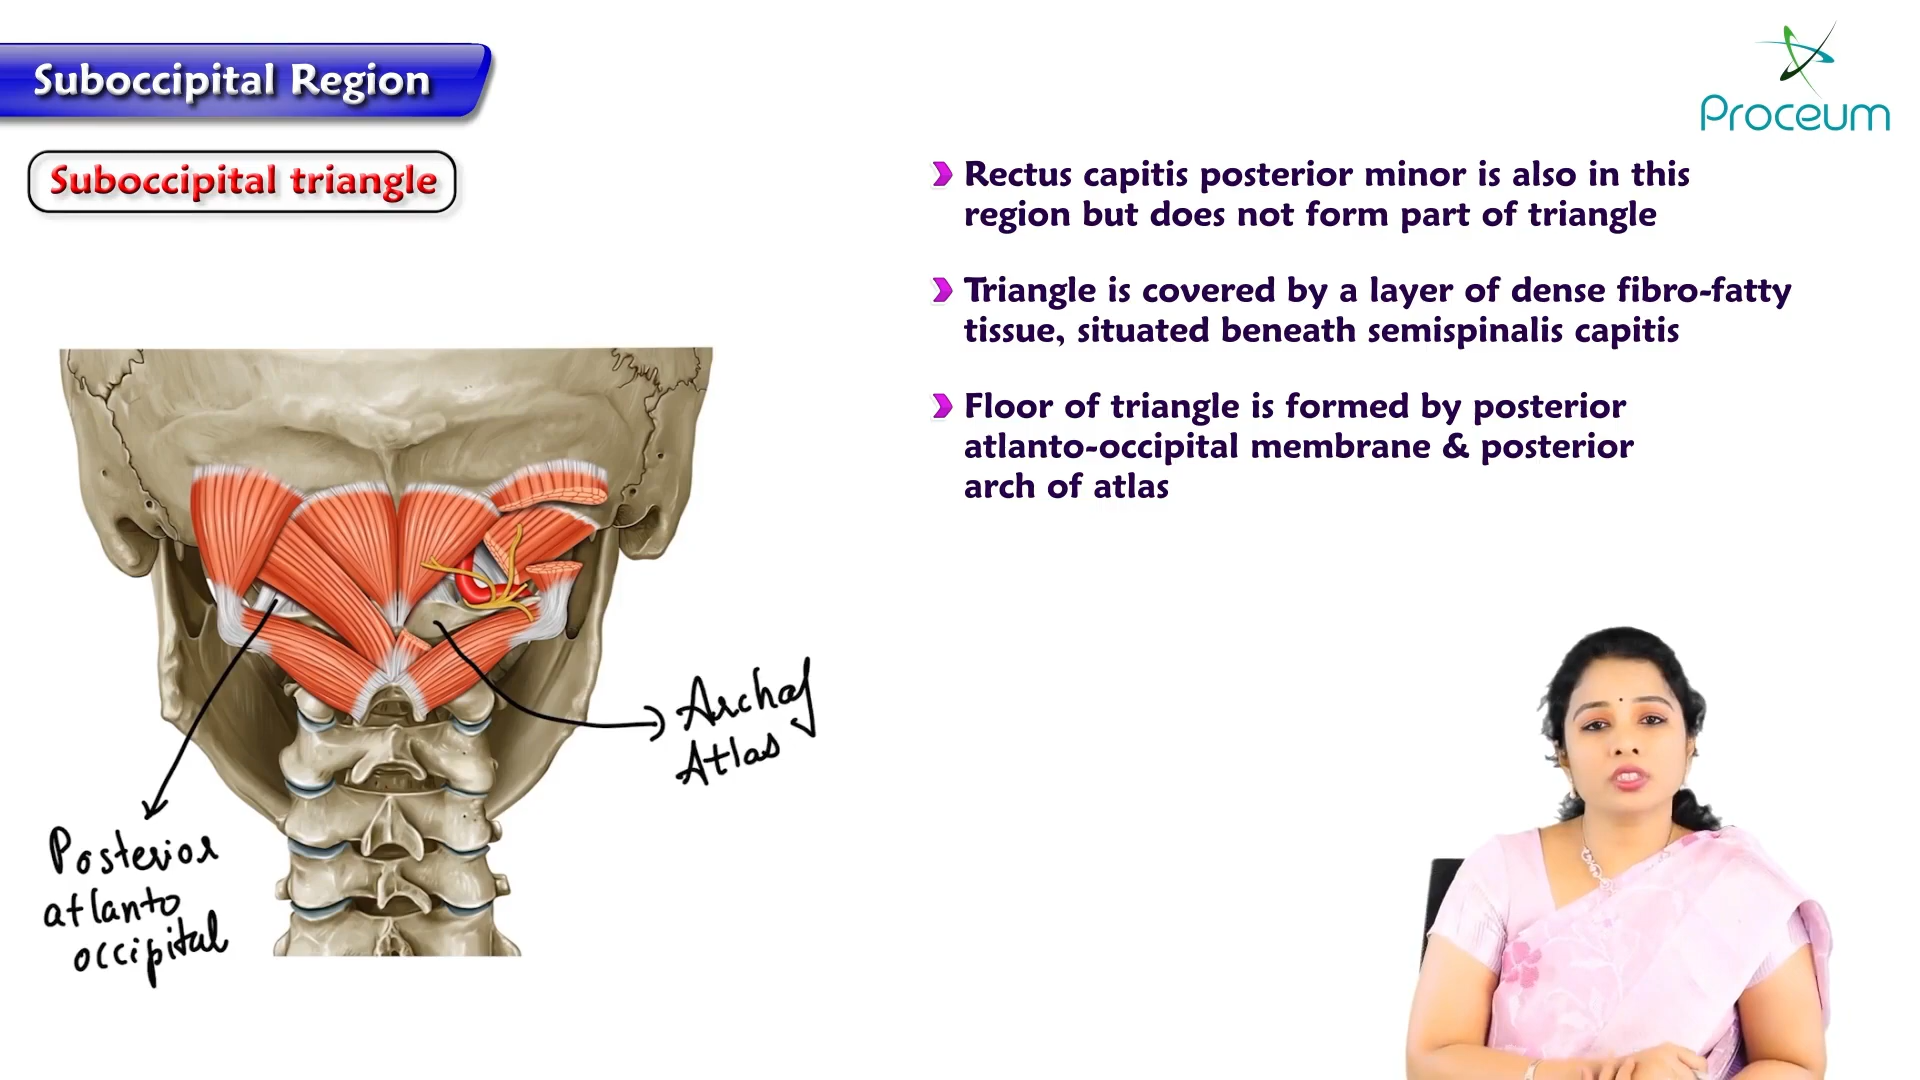 Suboccipital Region
Proceum
Suboccipital triangle
Rectus capitis posterior minor is also in this
region but does not form part of triangle
Triangle is covered by a layer of dense fibro-fatty
tissue, situated beneath semispinalis capitis
Floor of triangle is formed by posterior
atlanto-occipital membrane & posterior
arch of atlas
Arch of
Atlas
Posterior
atlanto
occipital